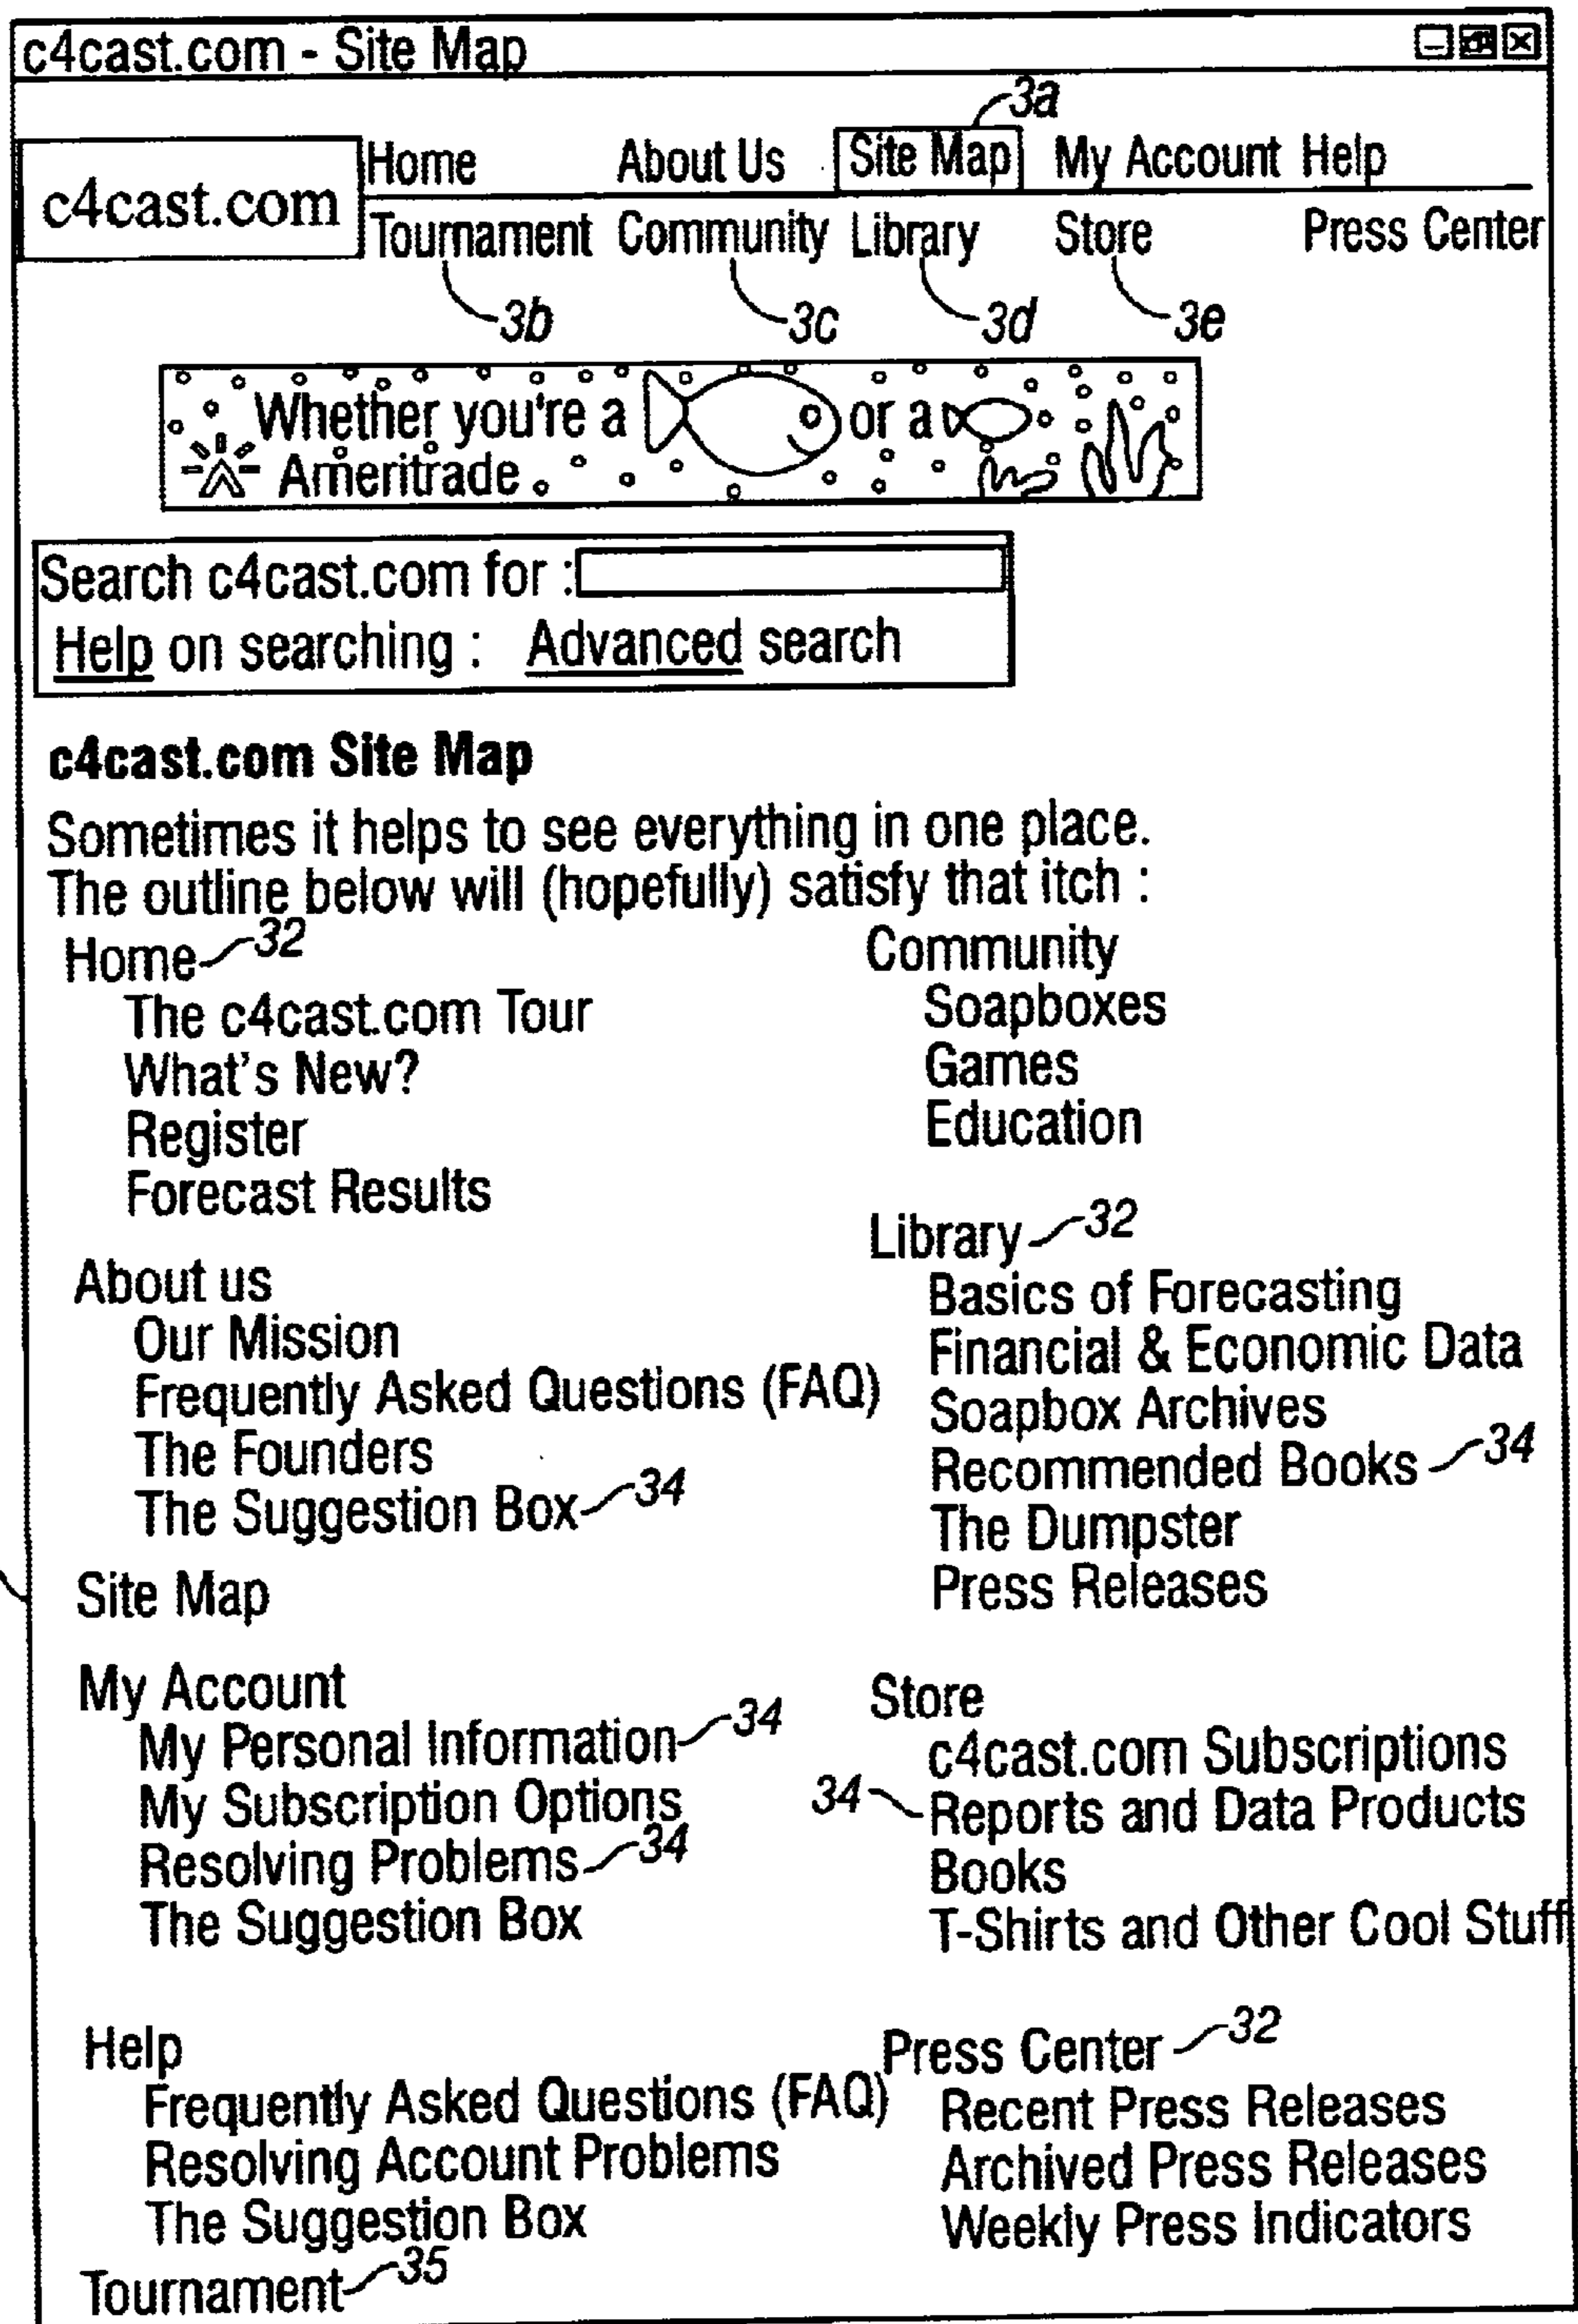 c4cast.com - Site Map
3a
c4cast.com
Home About Us Site Map My Account Help
Tournament Community Library Store Press Center
3b 3c 3d 3e
Whether you're a or a
Ameritrade
Search c4cast.com for :
Help on searching : Advanced search
c4cast.com Site Map
Sometimes it helps to see everything in one place.
The outline below will (hopefully) satisfy that itch :
Home 32
The c4cast.com Tour
What's New?
Register
Forecast Results
About us
Our Mission
Frequently Asked Questions (FAQ)
The Founders
The Suggestion Box 34
Site Map
My Account
My Personal Information 34
My Subscription Options
Resolving Problems 34
The Suggestion Box
Help
Frequently Asked Questions (FAQ)
Resolving Account Problems
The Suggestion Box
Tournament 35
Community
Soapboxes
Games
Education
Library 32
Basics of Forecasting
Financial & Economic Data
Soapbox Archives
Recommended Books 34
The Dumpster
Press Releases
Store
c4cast.com Subscriptions
34 Reports and Data Products
Books
T-Shirts and Other Cool Stuff
Press Center 32
Recent Press Releases
Archived Press Releases
Weekly Press Indicators